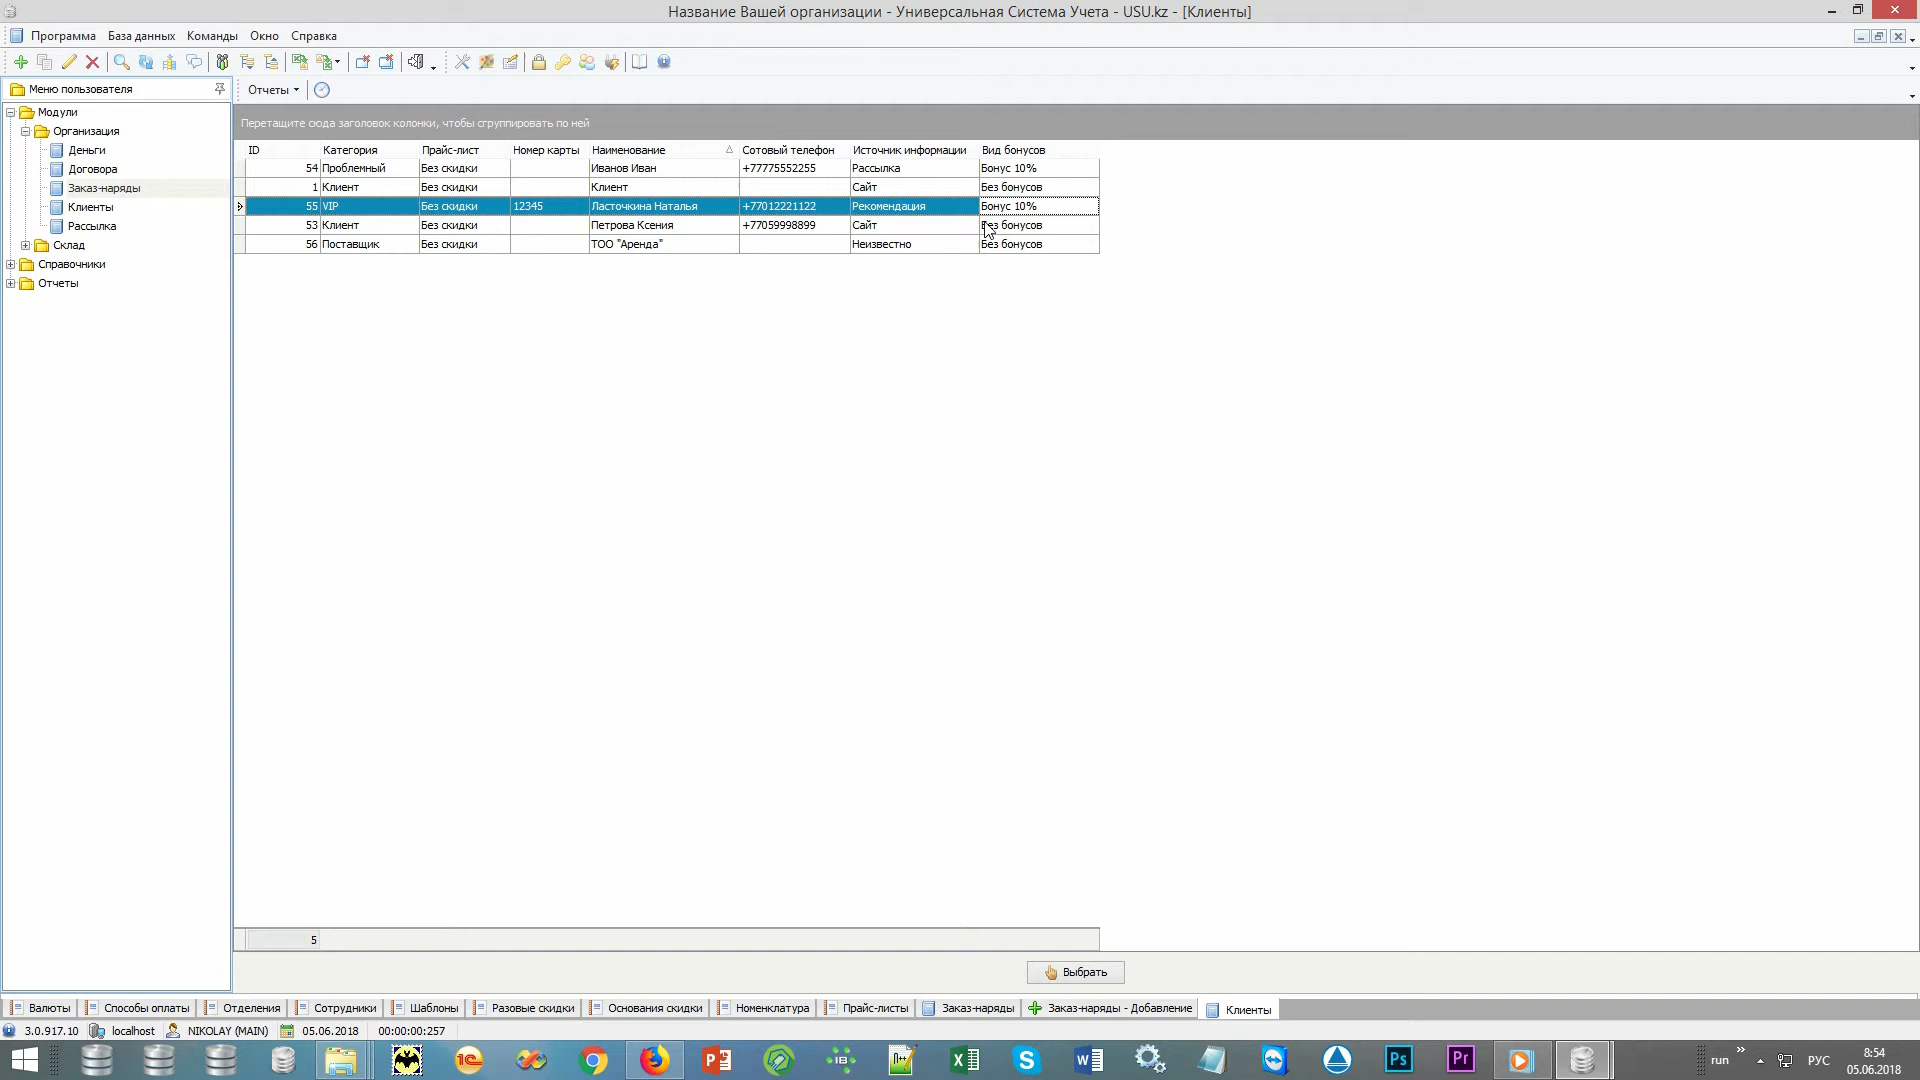 Название Вашей организации - Универсальная Система Учета - USU.kz - [Клиенты]
Программа База данных Команды Окно Справка
Меню пользователя
Отчеты
Модули
Организация
Деньги
Договора
Заказ-наряды
Клиенты
Рассылка
Склад
Справочники
Отчеты
Перетащите сюда заголовок колонки, чтобы сгруппировать по ней
ID Категория Прайс-лист Номер карты Наименование Сотовый телефон Источник информации Вид бонусов
54 Проблемный Без скидки Иванов Иван +77775552255 Рассылка Бонус 10%
1 Клиент Без скидки Клиент Сайт Без бонусов
55 VIP Без скидки 12345 Ласточкина Наталья +77012221122 Рекомендация Бонус 10%
53 Клиент Без скидки Петрова Ксения +77059998899 Сайт Без бонусов
56 Поставщик Без скидки ТОО "Аренда" Неизвестно Без бонусов
5
Выбрать
Валюты Способы оплаты Отделения Сотрудники Шаблоны Разовые скидки Основания скидки Номенклатура Прайс-листы Заказ-наряды Заказ-наряды - Добавление Клиенты
3.0.917.10 localhost NIKOLAY (MAIN) 05.06.2018 00:00:00:257
run РУС 8:54
05.06.2018